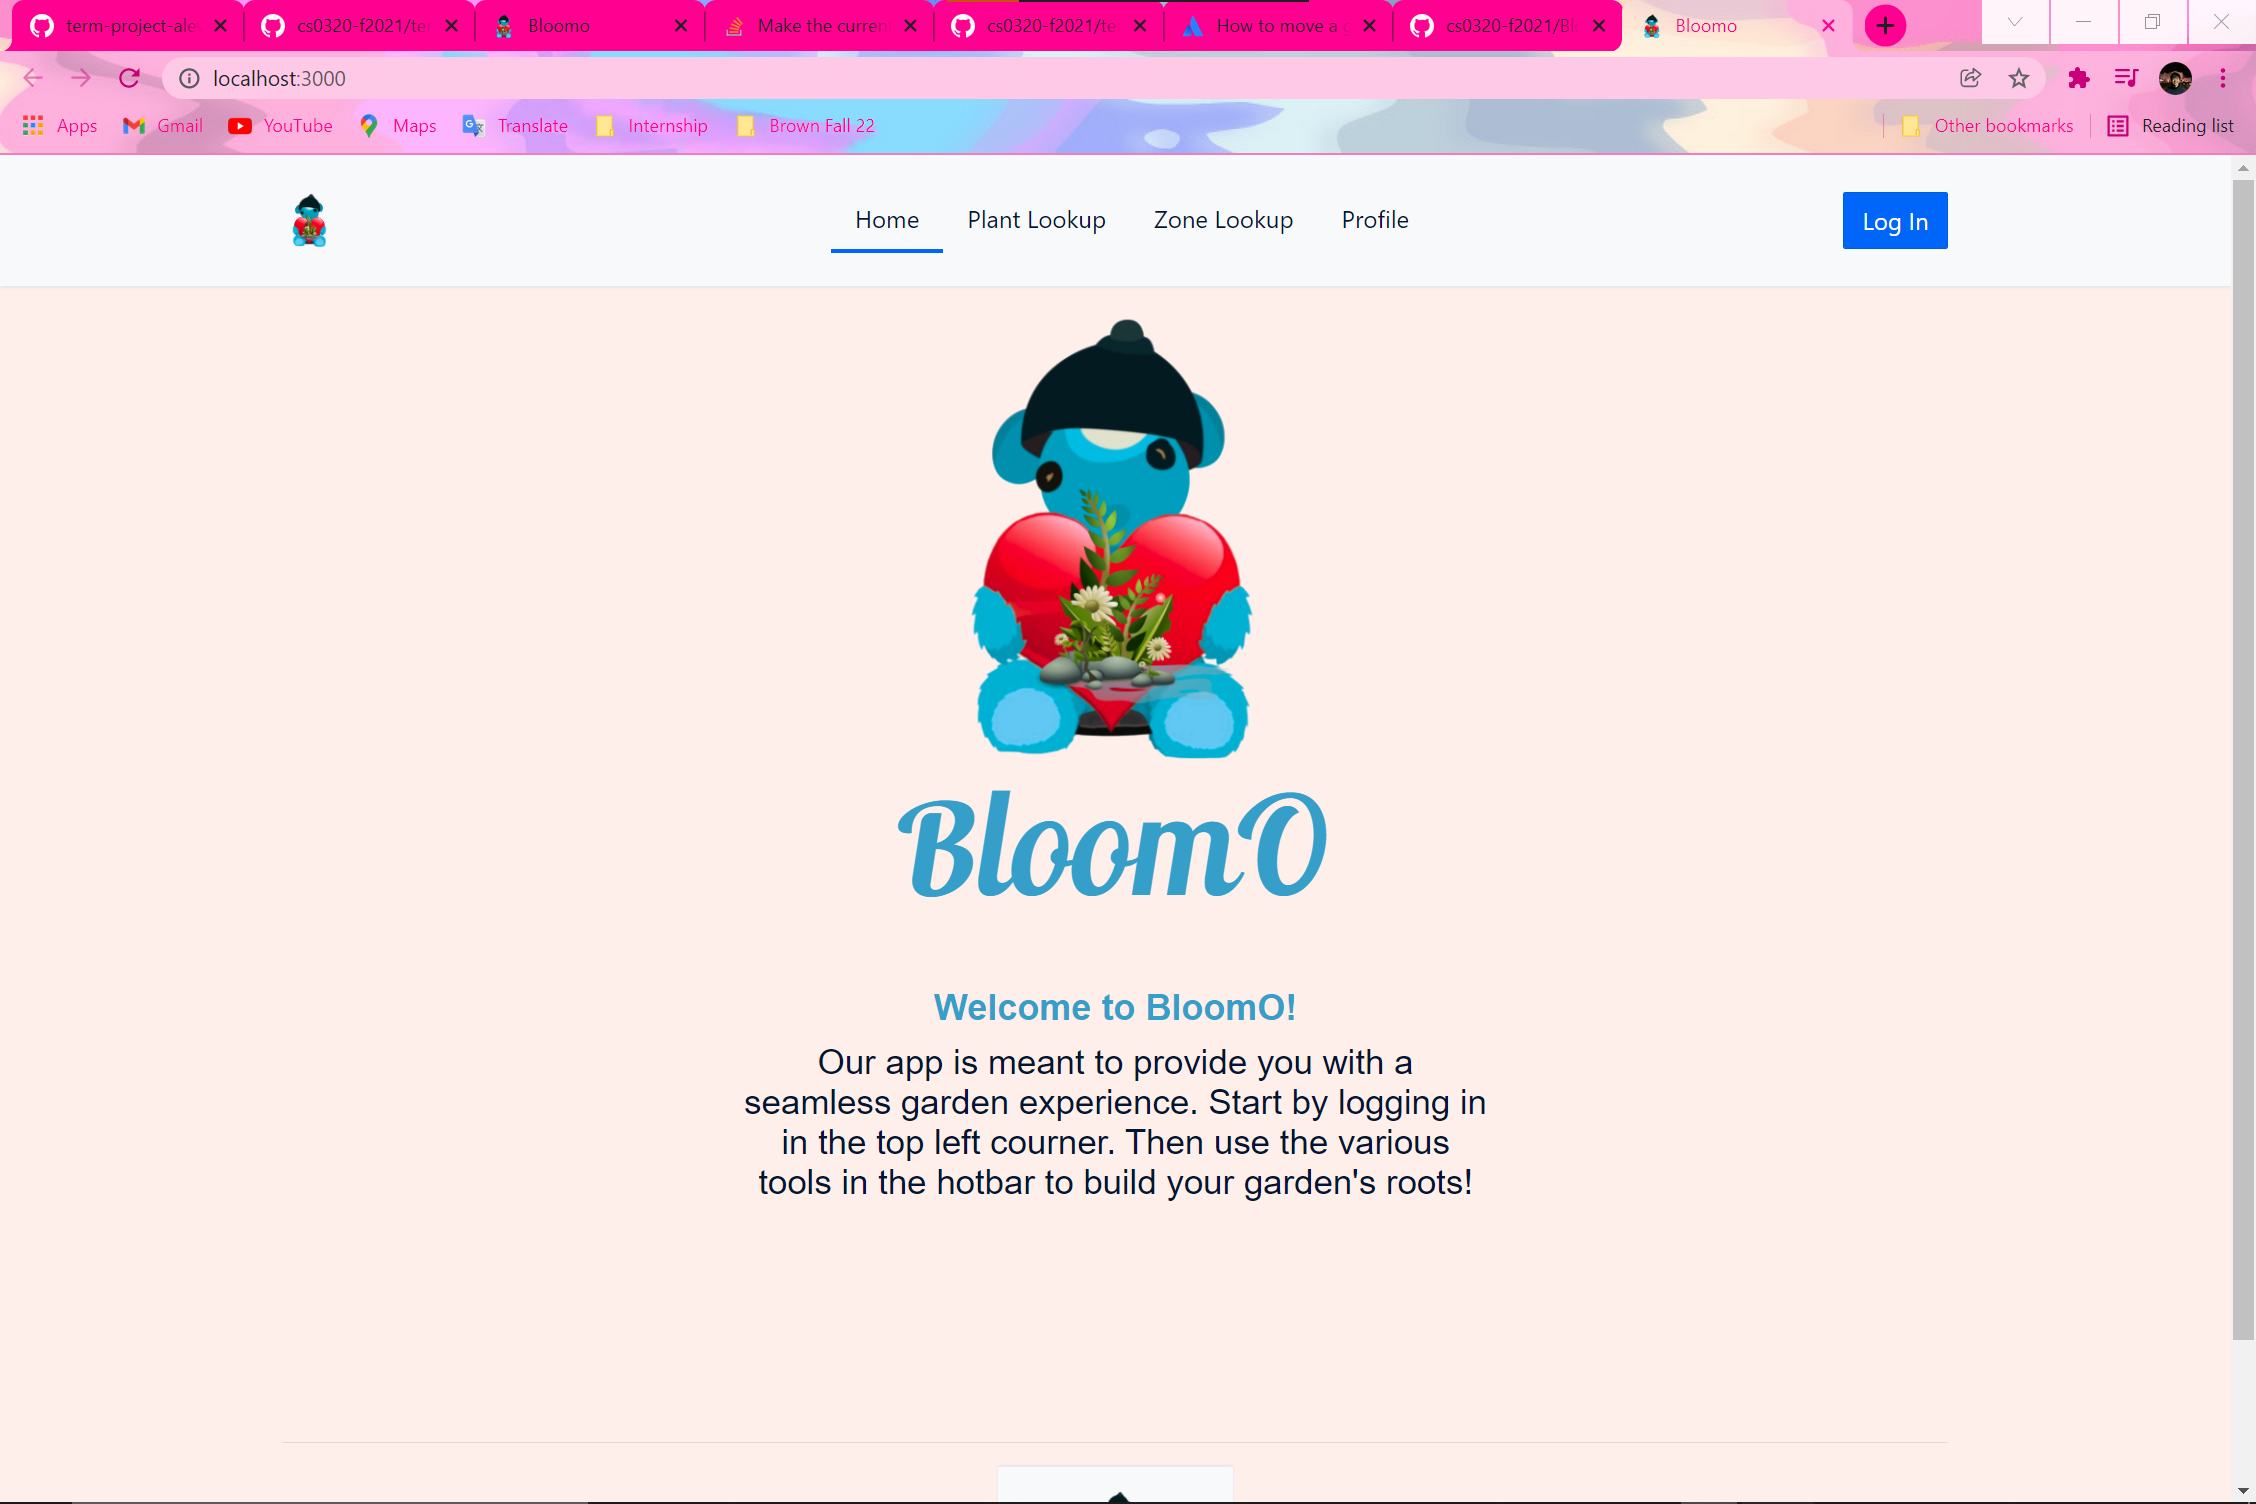 term-project-ale
cs0320-f2021/ter
Bloomo
Make the current
cs0320-f2021/ter
How to move a c
cs0320-f2021/Bl
Bloomo
localhost:3000
Apps
Gmail
YouTube
Maps
Translate
Internship
Brown Fall 22
Other bookmarks
Reading list
Home
Plant Lookup
Zone Lookup
Profile
Log In
BloomO
Welcome to BloomO!
Our app is meant to provide you with a
seamless garden experience. Start by logging in
in the top left courner. Then use the various
tools in the hotbar to build your garden's roots!